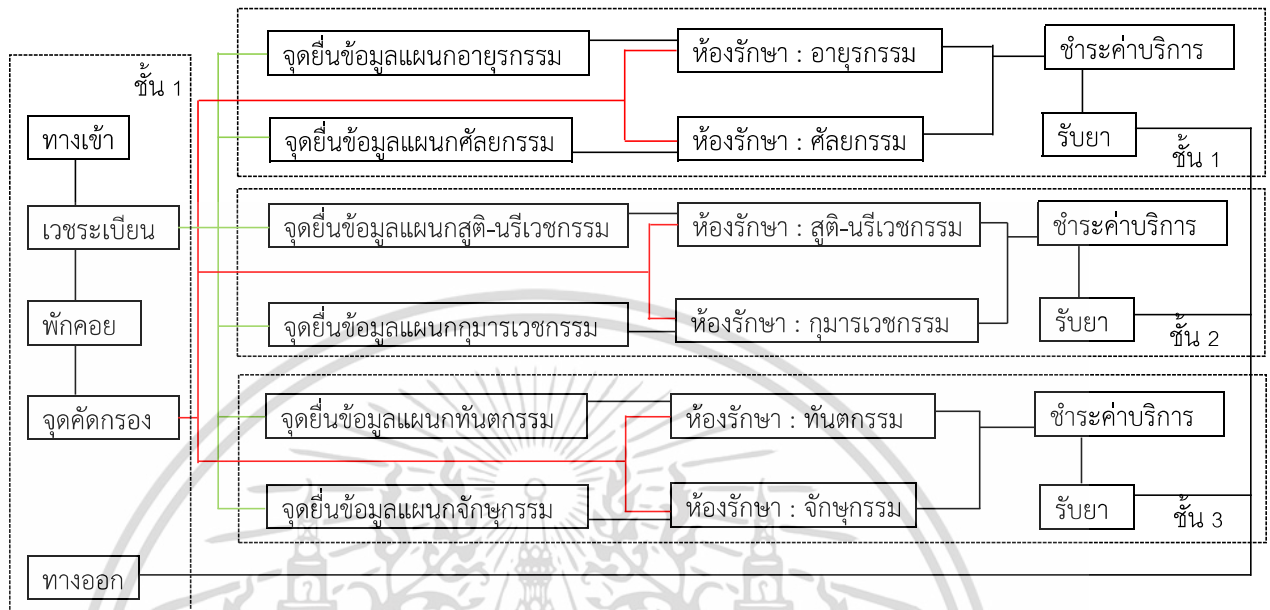 ชั้น 1
ทางเข้า
เวชระเบียน
พักคอย
จุดคัดกรอง
ทางออก
จุดยื่นข้อมูลแผนกอายุรกรรม
ห้องรักษา : อายุรกรรม
ชำระค่าบริการ
จุดยื่นข้อมูลแผนกศัลยกรรม
ห้องรักษา : ศัลยกรรม
รับยา
ชั้น 1
จุดยื่นข้อมูลแผนกสูติ-นรีเวชกรรม
ห้องรักษา : สูติ-นรีเวชกรรม
ชำระค่าบริการ
จุดยื่นข้อมูลแผนกกุมารเวชกรรม
ห้องรักษา : กุมารเวชกรรม
รับยา
ชั้น 2
จุดยื่นข้อมูลแผนกทันตกรรม
ห้องรักษา : ทันตกรรม
ชำระค่าบริการ
จุดยื่นข้อมูลแผนกจักษุกรรม
ห้องรักษา : จักษุกรรม
รับยา
ชั้น 3